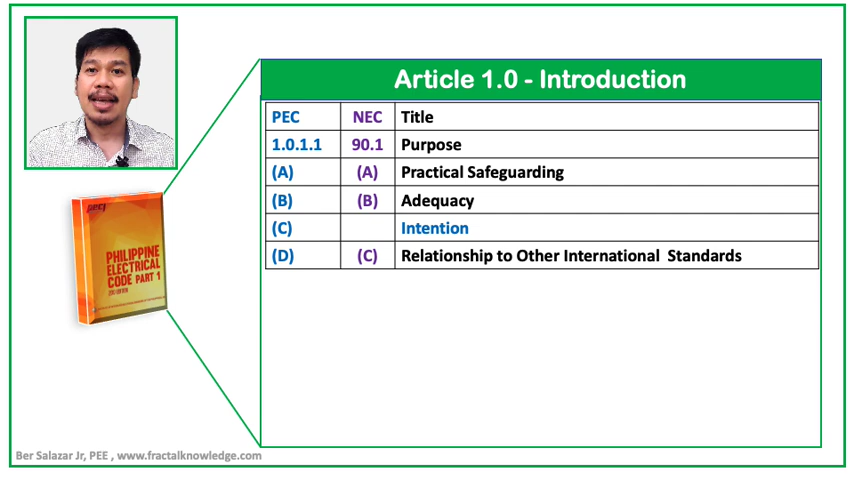 Article 1.0 - Introduction
PEC NEC Title
1.0.1.1 90.1 Purpose
(A) (A) Practical Safeguarding
(B) (B) Adequacy
(C) Intention
(D) (C) Relationship to Other International Standards
PHILIPPINE
ELECTRICAL
CODE PART 1
Ber Salazar Jr, PEE , www.fractalknowledge.com